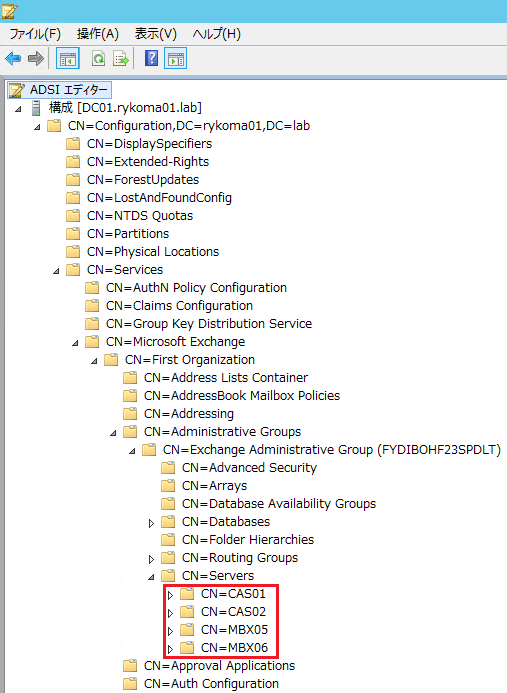 ファイル(F) 操作(A) 表示(V) ヘルプ(H)
ADSI エディター
構成 [DC01.rykoma01.lab]
CN=Configuration,DC=rykoma01,DC=lab
CN=DisplaySpecifiers
CN=Extended-Rights
CN=ForestUpdates
CN=LostAndFoundConfig
CN=NTDS Quotas
CN=Partitions
CN=Physical Locations
CN=Services
CN=AuthN Policy Configuration
CN=Claims Configuration
CN=Group Key Distribution Service
CN=Microsoft Exchange
CN=First Organization
CN=Address Lists Container
CN=AddressBook Mailbox Policies
CN=Addressing
CN=Administrative Groups
CN=Exchange Administrative Group (FYDIBOHF23SPDLT)
CN=Advanced Security
CN=Arrays
CN=Database Availability Groups
CN=Databases
CN=Folder Hierarchies
CN=Routing Groups
CN=Servers
CN=CAS01
CN=CAS02
CN=MBX05
CN=MBX06
CN=Approval Applications
CN=Auth Configuration